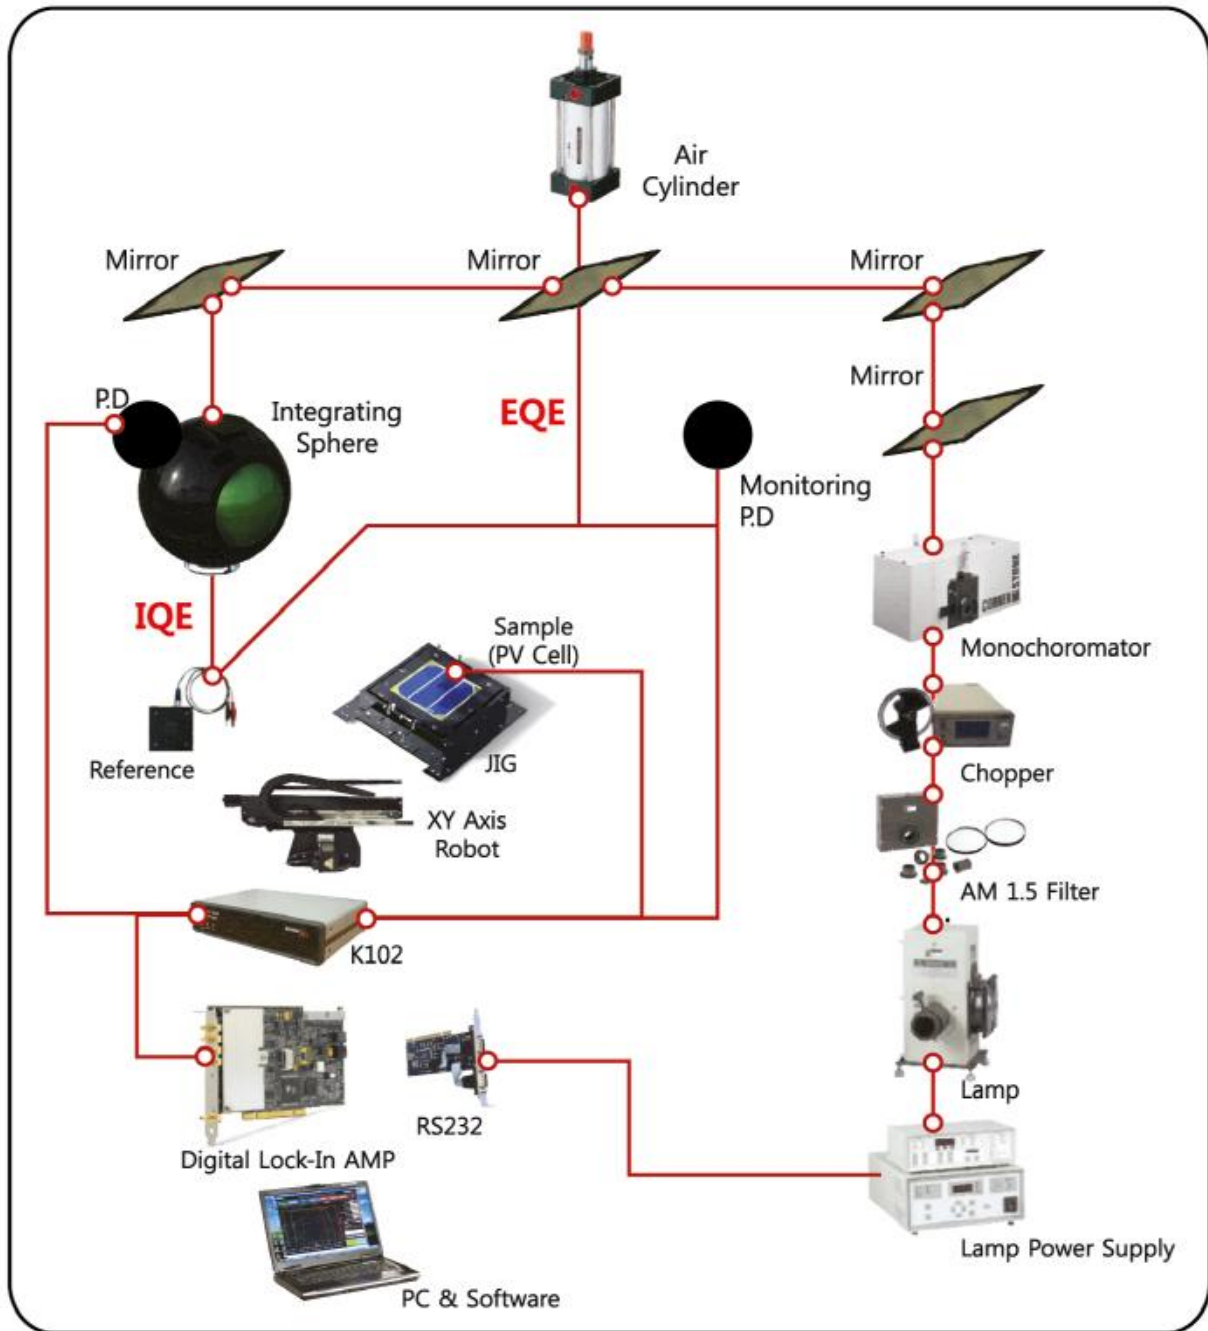 Air
Cylinder
Mirror
Mirror
Mirror
Mirror
P.D
Integrating
Sphere
EQE
Monitoring
P.D
CORNERSTONE
IQE
Sample
(PV Cell)
Monochoromator
Reference
JIG
Chopper
XY Axis
Robot
AM 1.5 Filter
K102
Lamp
RS232
Digital Lock-In AMP
Lamp Power Supply
PC & Software